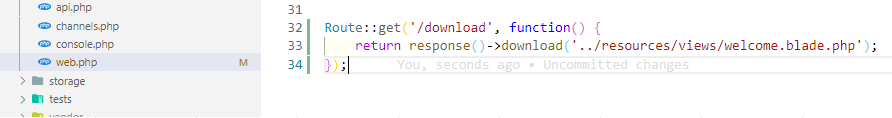 api.php
channels.php
console.php
web.php M
storage
tests
31
32 Route::get('/download', function() {
33 return response()->download('../resources/views/welcome.blade.php');
34 }); You, seconds ago • Uncommitted changes